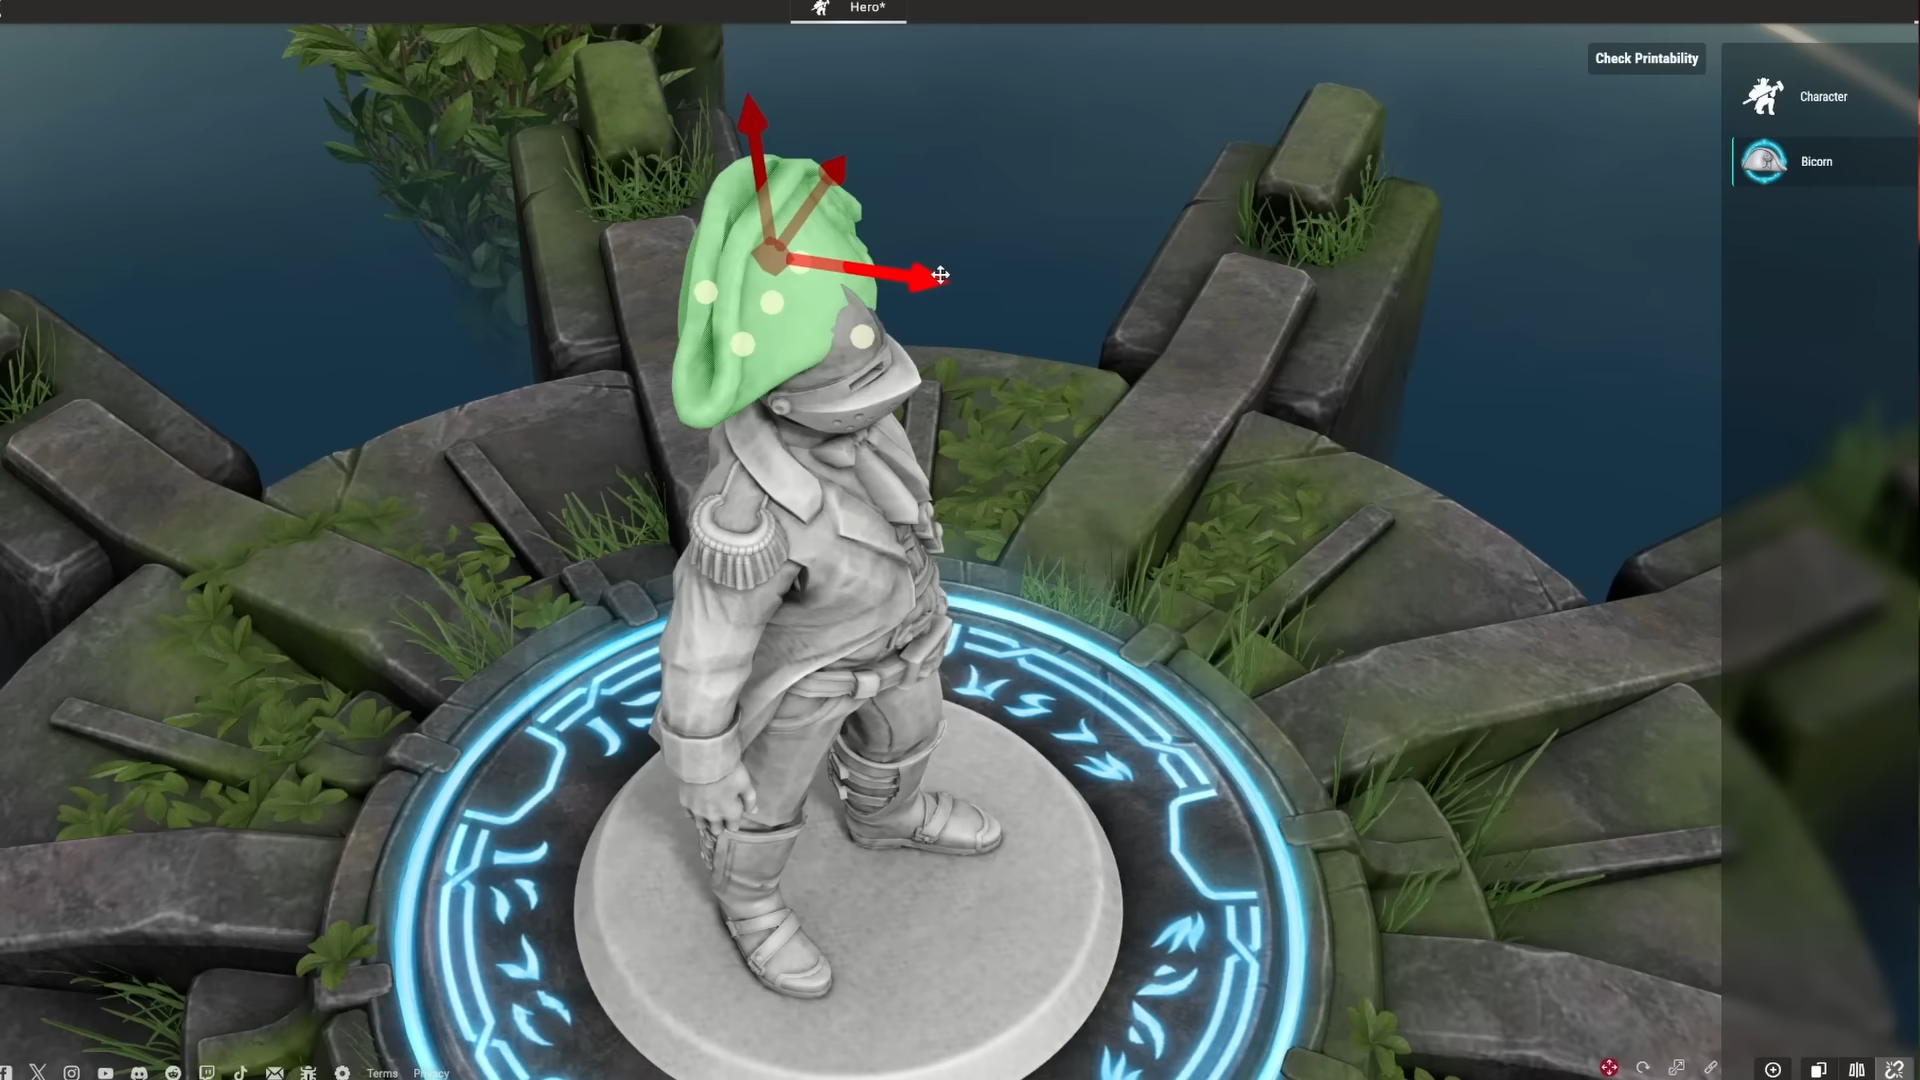 Hero*
Check Printability
Character
Bicorn
Terms
Privacy